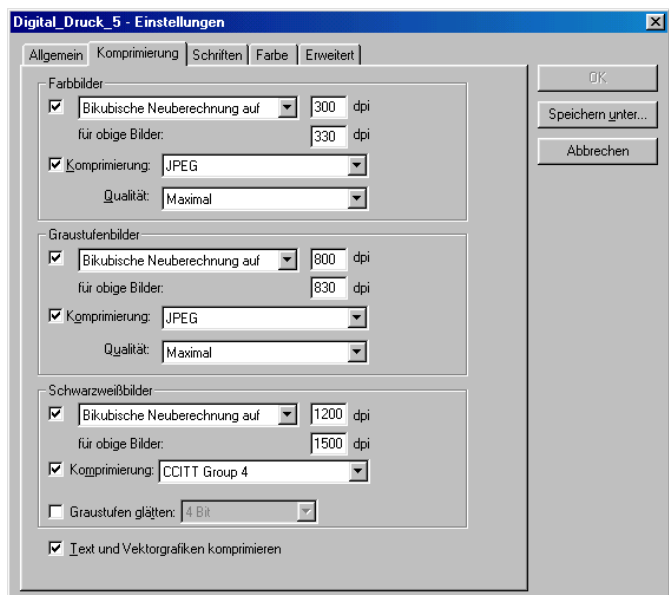 Digital_Druck_5 - Einstellungen
Allgemein Komprimierung Schriften Farbe Erweitert
OK
Speichern unter...
Abbrechen
Farbbilder
Bikubische Neuberechnung auf 300 dpi
für obige Bilder: 330 dpi
Komprimierung: JPEG
Qualität: Maximal
Graustufenbilder
Bikubische Neuberechnung auf 800 dpi
für obige Bilder: 830 dpi
Komprimierung: JPEG
Qualität: Maximal
Schwarzweißbilder
Bikubische Neuberechnung auf 1200 dpi
für obige Bilder: 1500 dpi
Komprimierung: CCITT Group 4
Graustufen glätten: 4 Bit
Text und Vektorgrafiken komprimieren